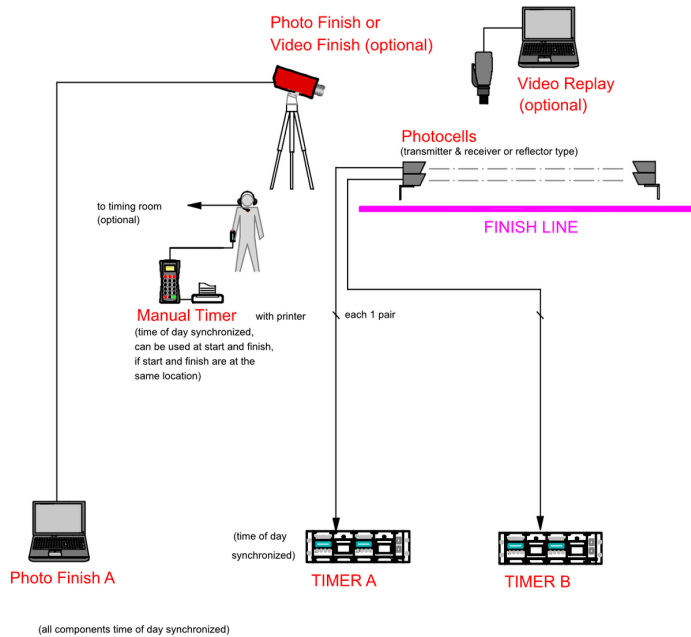 Photo Finish or
Video Finish (optional)
Video Replay
(optional)
Photocells
(transmitter & receiver or reflector type)
to timing room
(optional)
FINISH LINE
Manual Timer with printer
(time of day synchronized,
can be used at start and finish,
if start and finish are at the
same location)
each 1 pair
(time of day
synchronized)
Photo Finish A
TIMER A
TIMER B
(all components time of day synchronized)